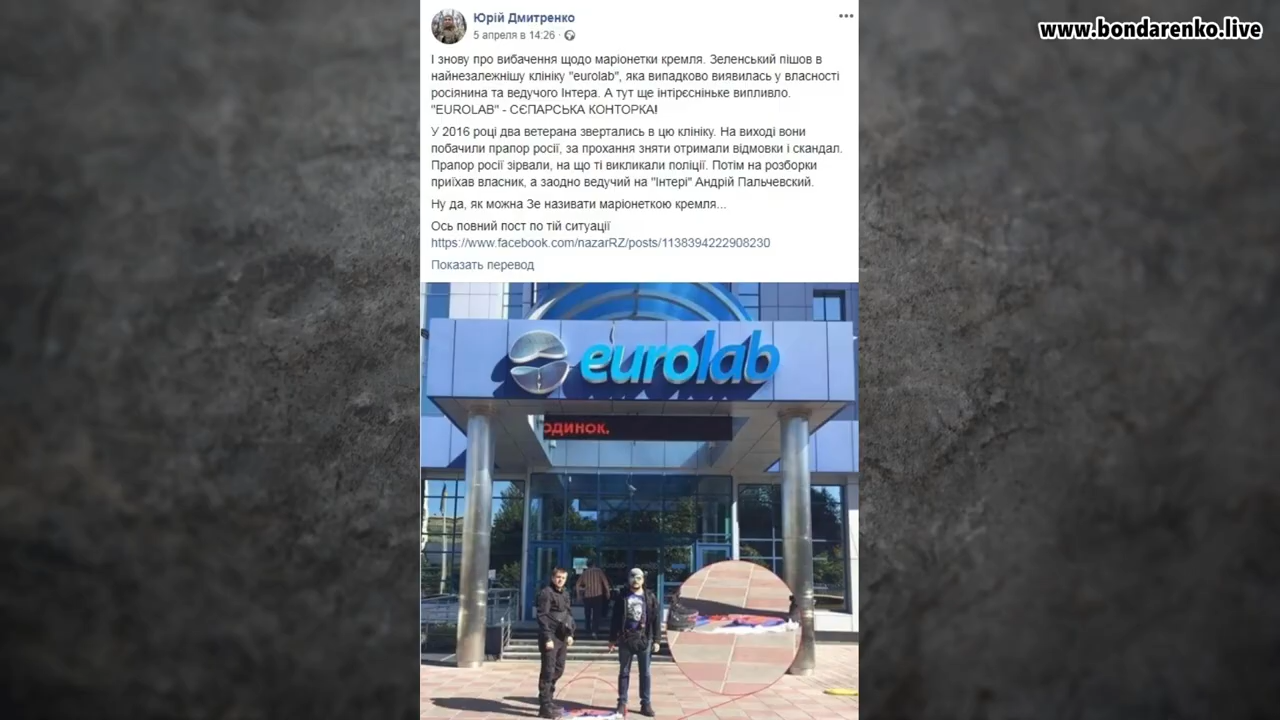 Юрій Дмитренко
www.bondarenko.live
5 апреля в 14:26 ·
І знову про вибачення щодо маріонетки кремля. Зеленський пішов в
найнезалежнішу клініку "eurolab", яка випадково виявилась у власності
росіянина та ведучого Інтера. А тут ще інтірєсніньке випливло.
"EUROLAB" - СЄПАРСЬКА КОНТОРКА!
У 2016 році два ветерана звертались в цю клініку. На виході вони
побачили прапор росії, за прохання зняти отримали відмовки і скандал.
Прапор росії зірвали, на що ті викликали поліції. Потім на розборки
приїхав власник, а заодно ведучий на "Інтері" Андрій Пальчевский.
Ну да, як можна Зе називати маріонеткою кремля...
Ось повний пост по тій ситуації
https://www.facebook.com/nazarRZ/posts/1138394222908230
Показать перевод
eurolab
ОДИНОК.